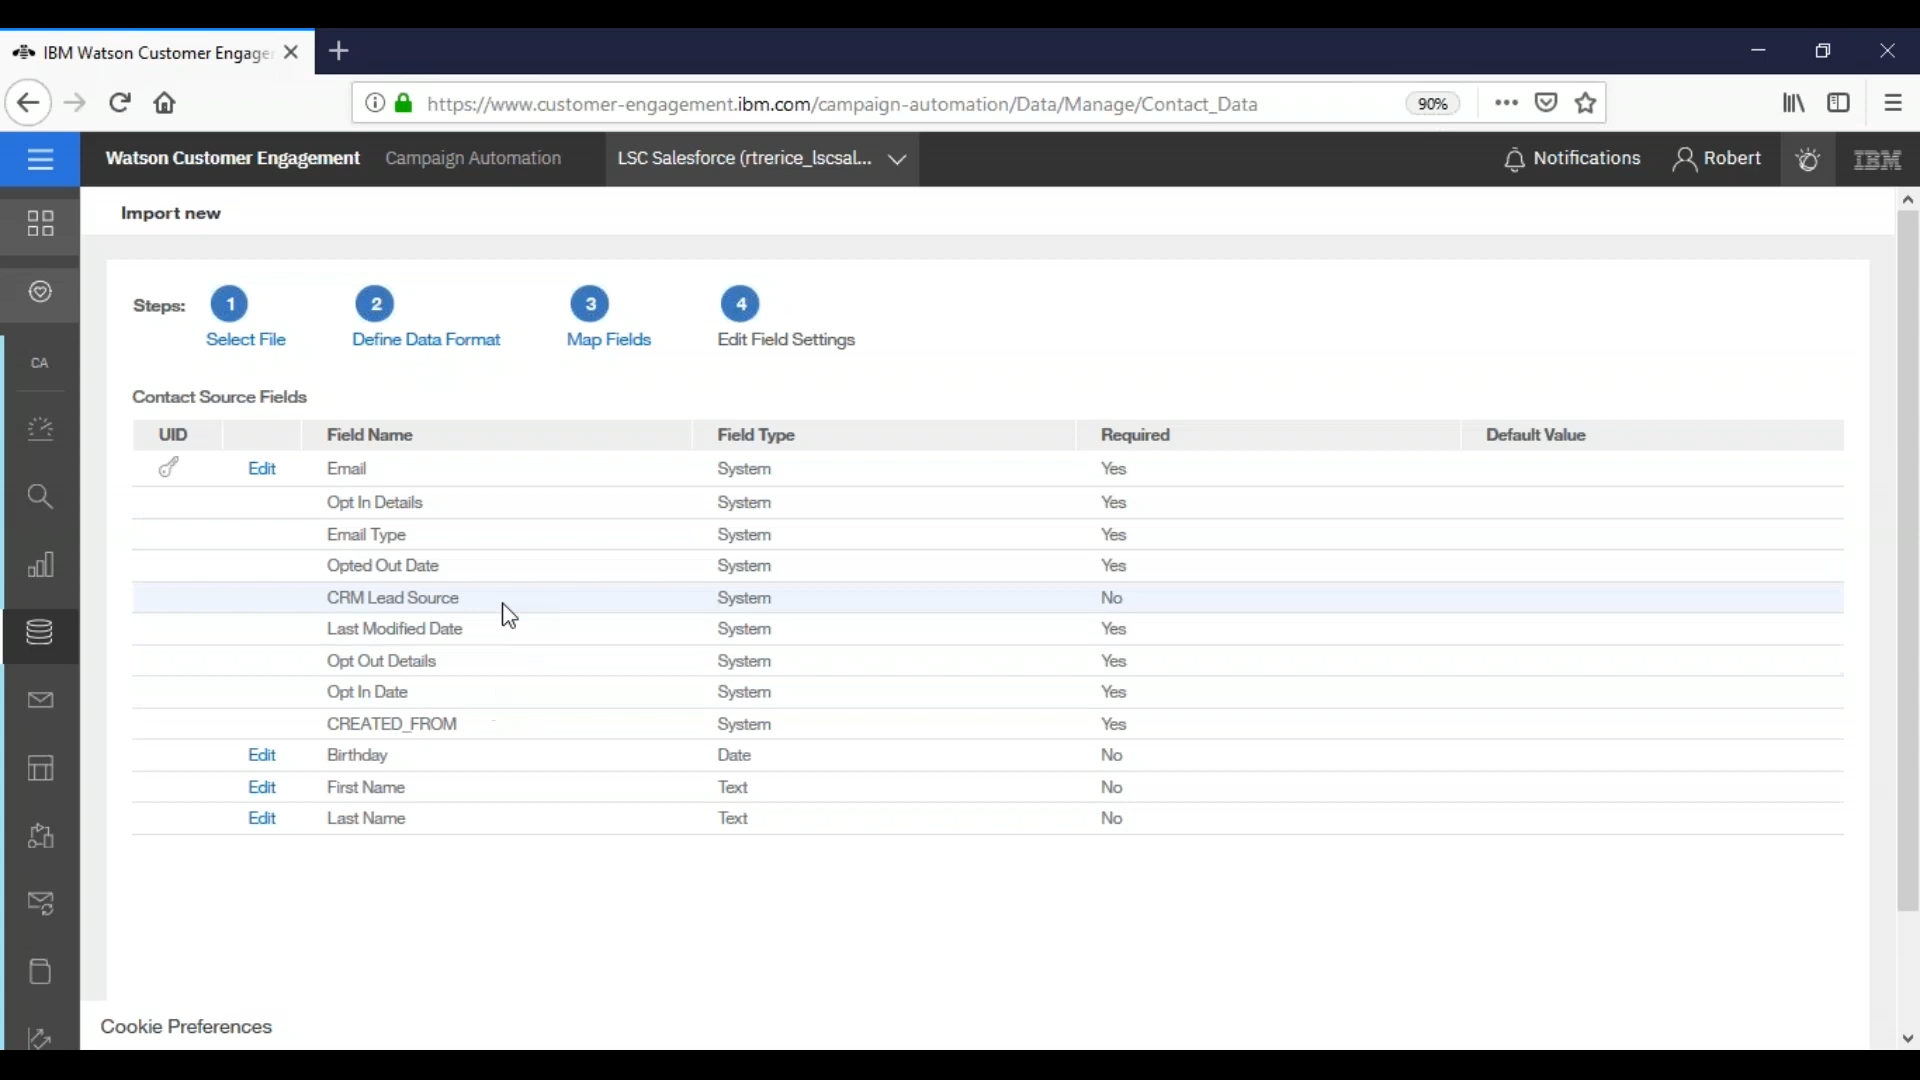 IBM Watson Customer Engage
https://www.customer-engagement.ibm.com/campaign-automation/Data/Manage/Contact_Data 90%
Watson Customer Engagement Campaign Automation LSC Salesforce (rtrerice_lscsal... Notifications Robert IBM
Import new
Steps: 1 2 3 4
Select File Define Data Format Map Fields Edit Field Settings
CA
Contact Source Fields
UID Field Name Field Type Required Default Value
Edit Email System Yes
Opt In Details System Yes
Email Type System Yes
Opted Out Date System Yes
CRM Lead Source System No
Last Modified Date System Yes
Opt Out Details System Yes
Opt In Date System Yes
CREATED_FROM System Yes
Edit Birthday Date No
Edit First Name Text No
Edit Last Name Text No
Cookie Preferences